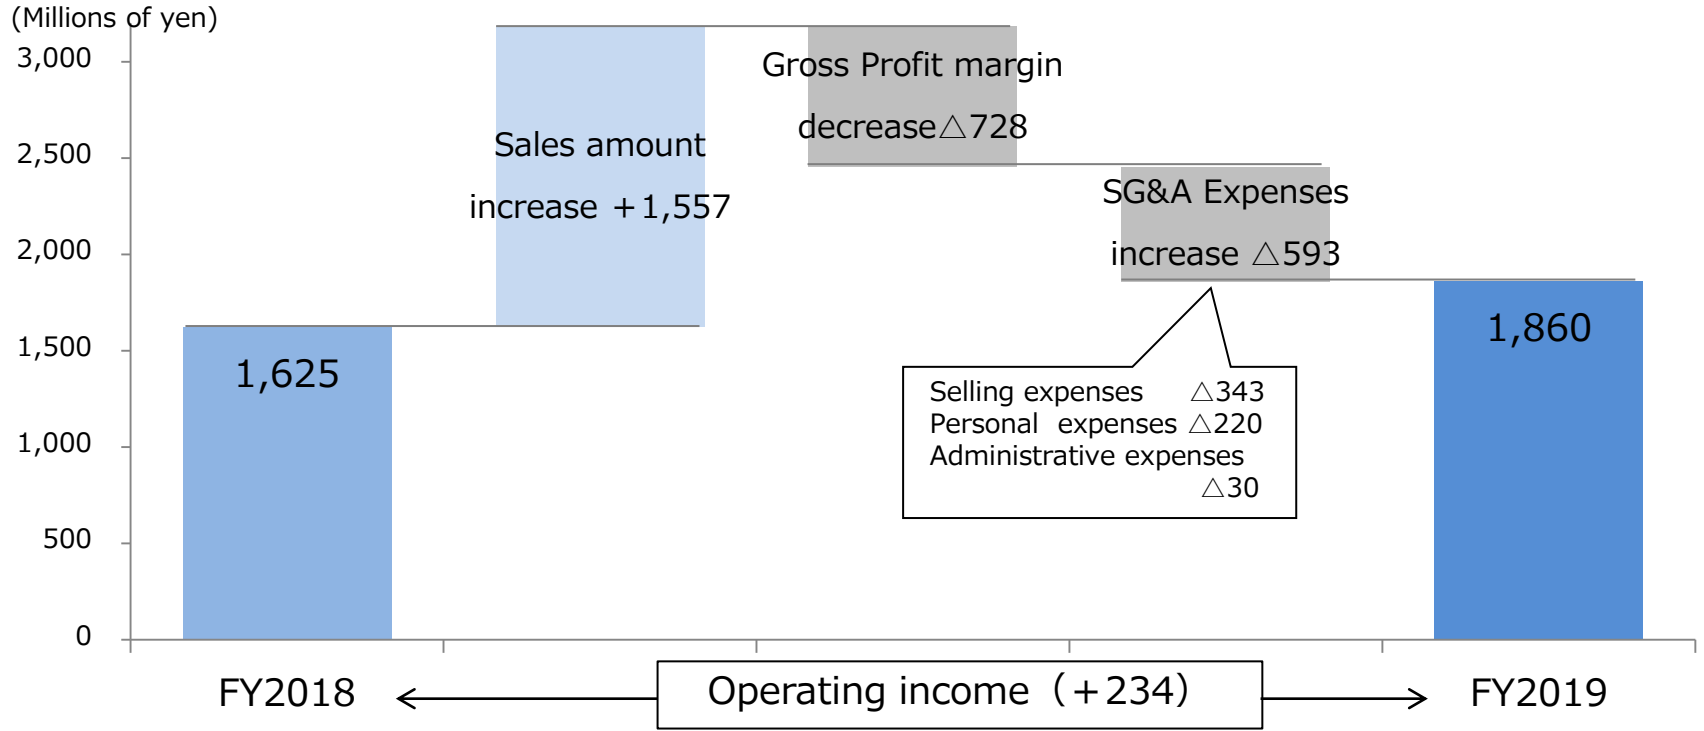 (Millions of yen)
3,000
2,500
2,000
1,500
1,000
500
0
1,625
Sales amount
increase +1,557
Gross Profit margin
decrease△728
SG&A Expenses
increase △593
Selling expenses △343
Personal expenses △220
Administrative expenses
△30
1,860
FY2018
Operating income（+234）
FY2019